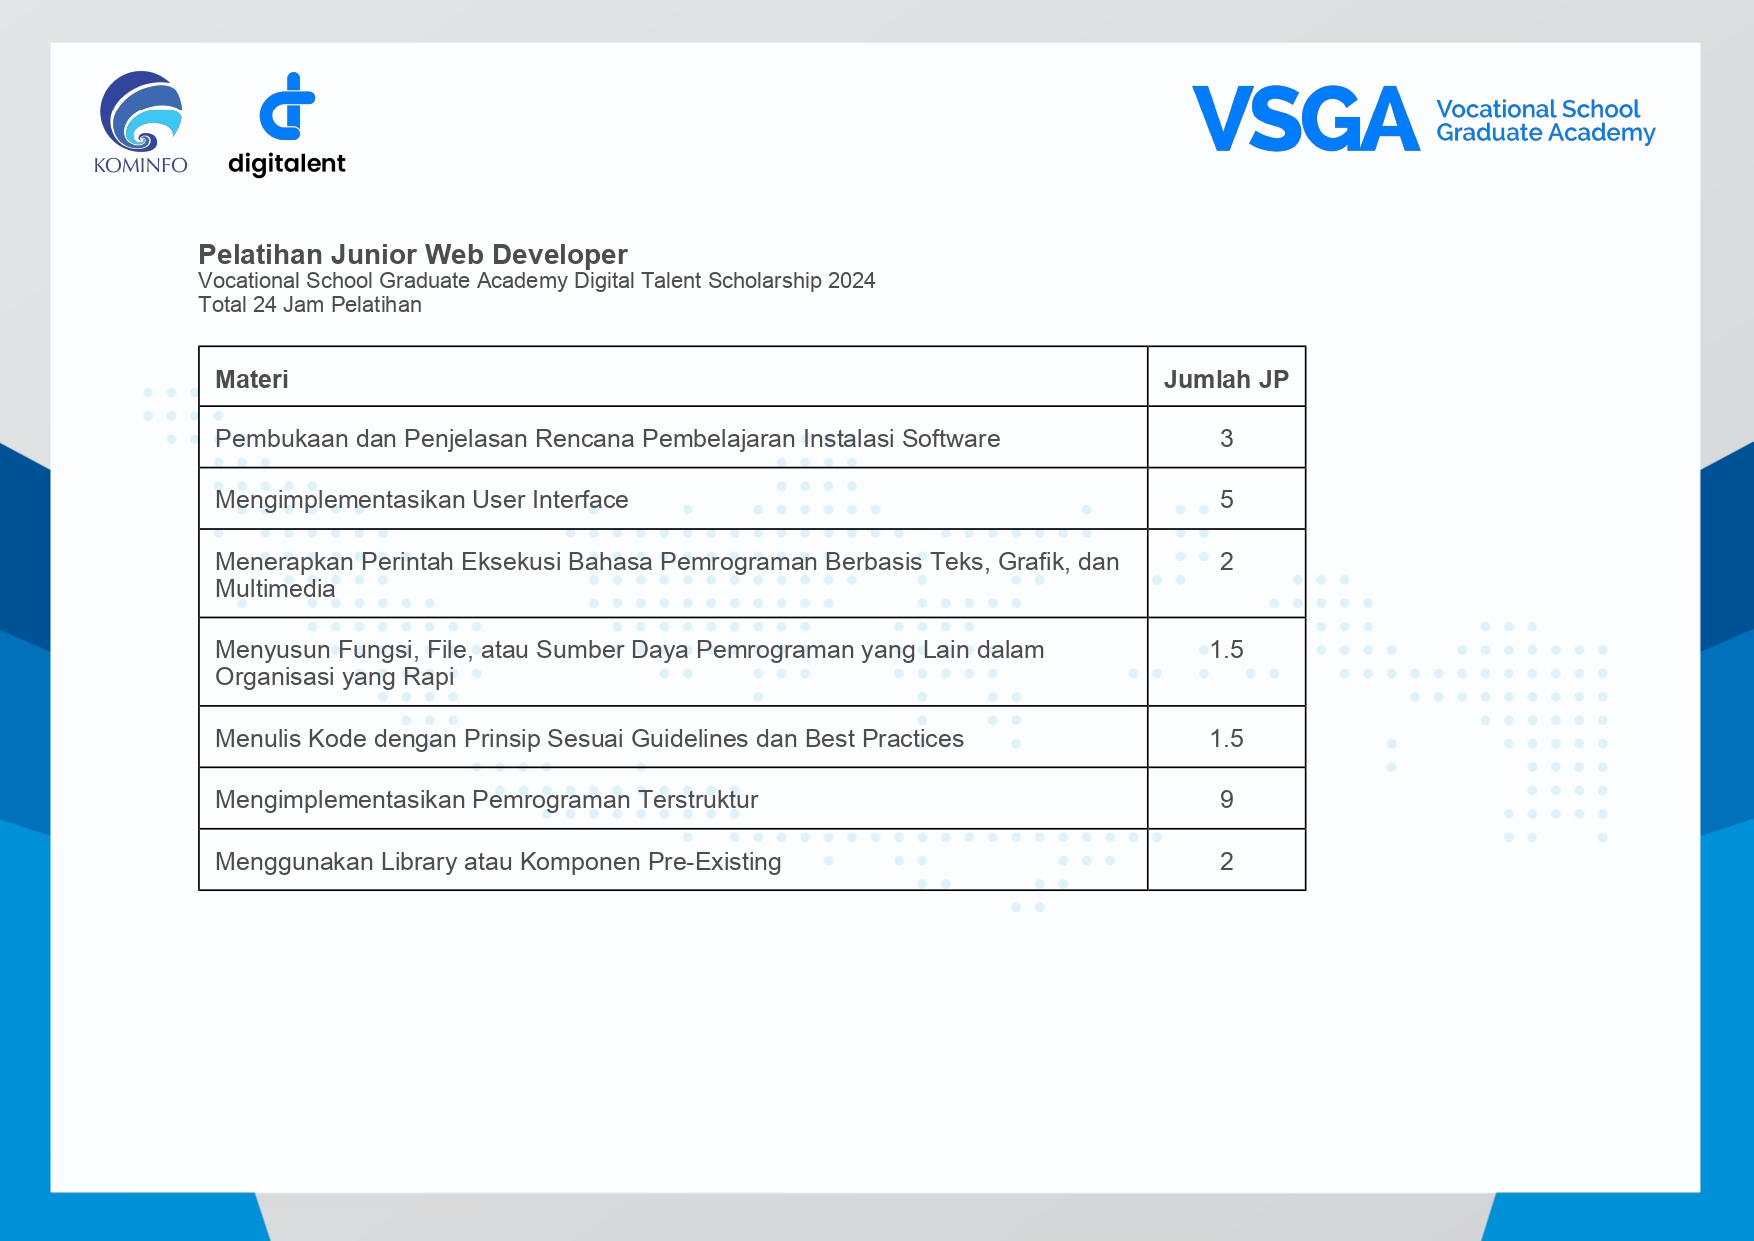 KOMINFO
digitalent
VSGA
Vocational School
Graduate Academy
Pelatihan Junior Web Developer
Vocational School Graduate Academy Digital Talent Scholarship 2024
Total 24 Jam Pelatihan
Materi Jumlah JP
Pembukaan dan Penjelasan Rencana Pembelajaran Instalasi Software 3
Mengimplementasikan User Interface 5
Menerapkan Perintah Eksekusi Bahasa Pemrograman Berbasis Teks, Grafik, dan 2
Multimedia
Menyusun Fungsi, File, atau Sumber Daya Pemrograman yang Lain dalam 1.5
Organisasi yang Rapi
Menulis Kode dengan Prinsip Sesuai Guidelines dan Best Practices 1.5
Mengimplementasikan Pemrograman Terstruktur 9
Menggunakan Library atau Komponen Pre-Existing 2